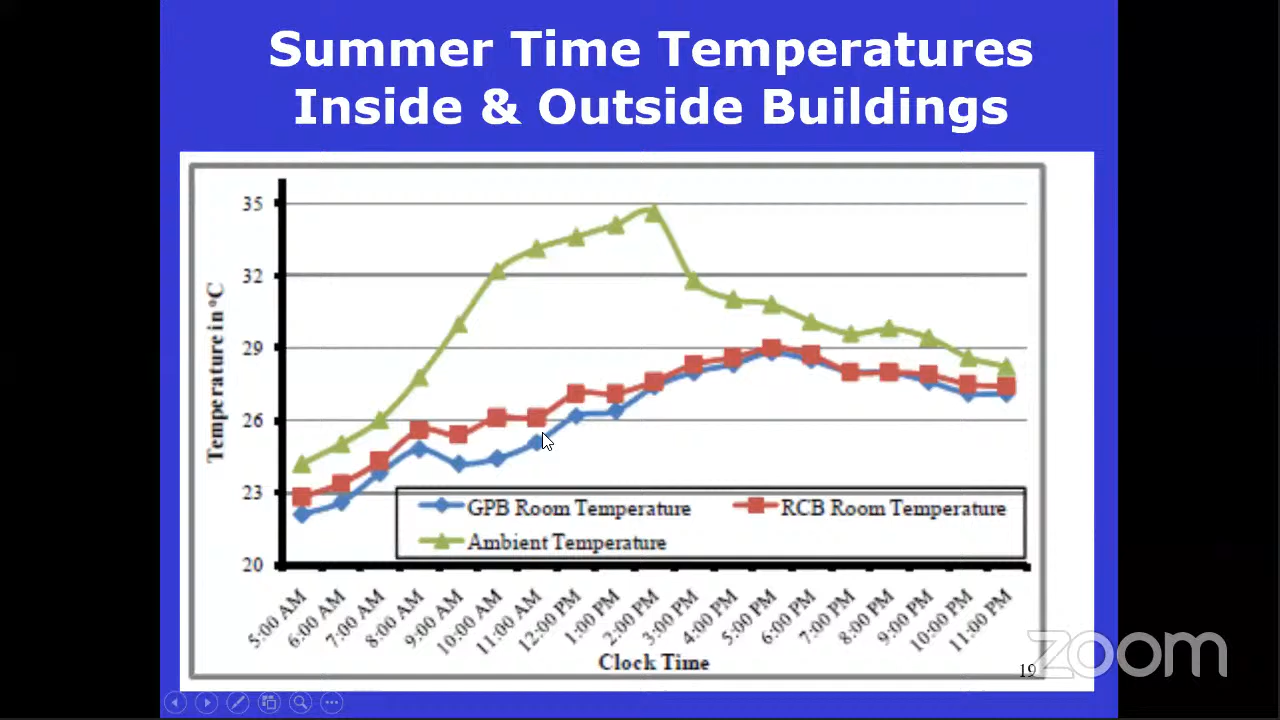 Summer Time Temperatures
Inside & Outside Buildings
35
32
29
26
23
20
Temperature in °C
GPB Room Temperature
RCB Room Temperature
Ambient Temperature
5:00 AM
6:00 AM
7:00 AM
8:00 AM
9:00 AM
10:00 AM
11:00 AM
12:00 PM
1:00 PM
2:00 PM
3:00 PM
4:00 PM
5:00 PM
6:00 PM
7:00 PM
8:00 PM
9:00 PM
10:00 PM
11:00 PM
Clock Time
19
zoom